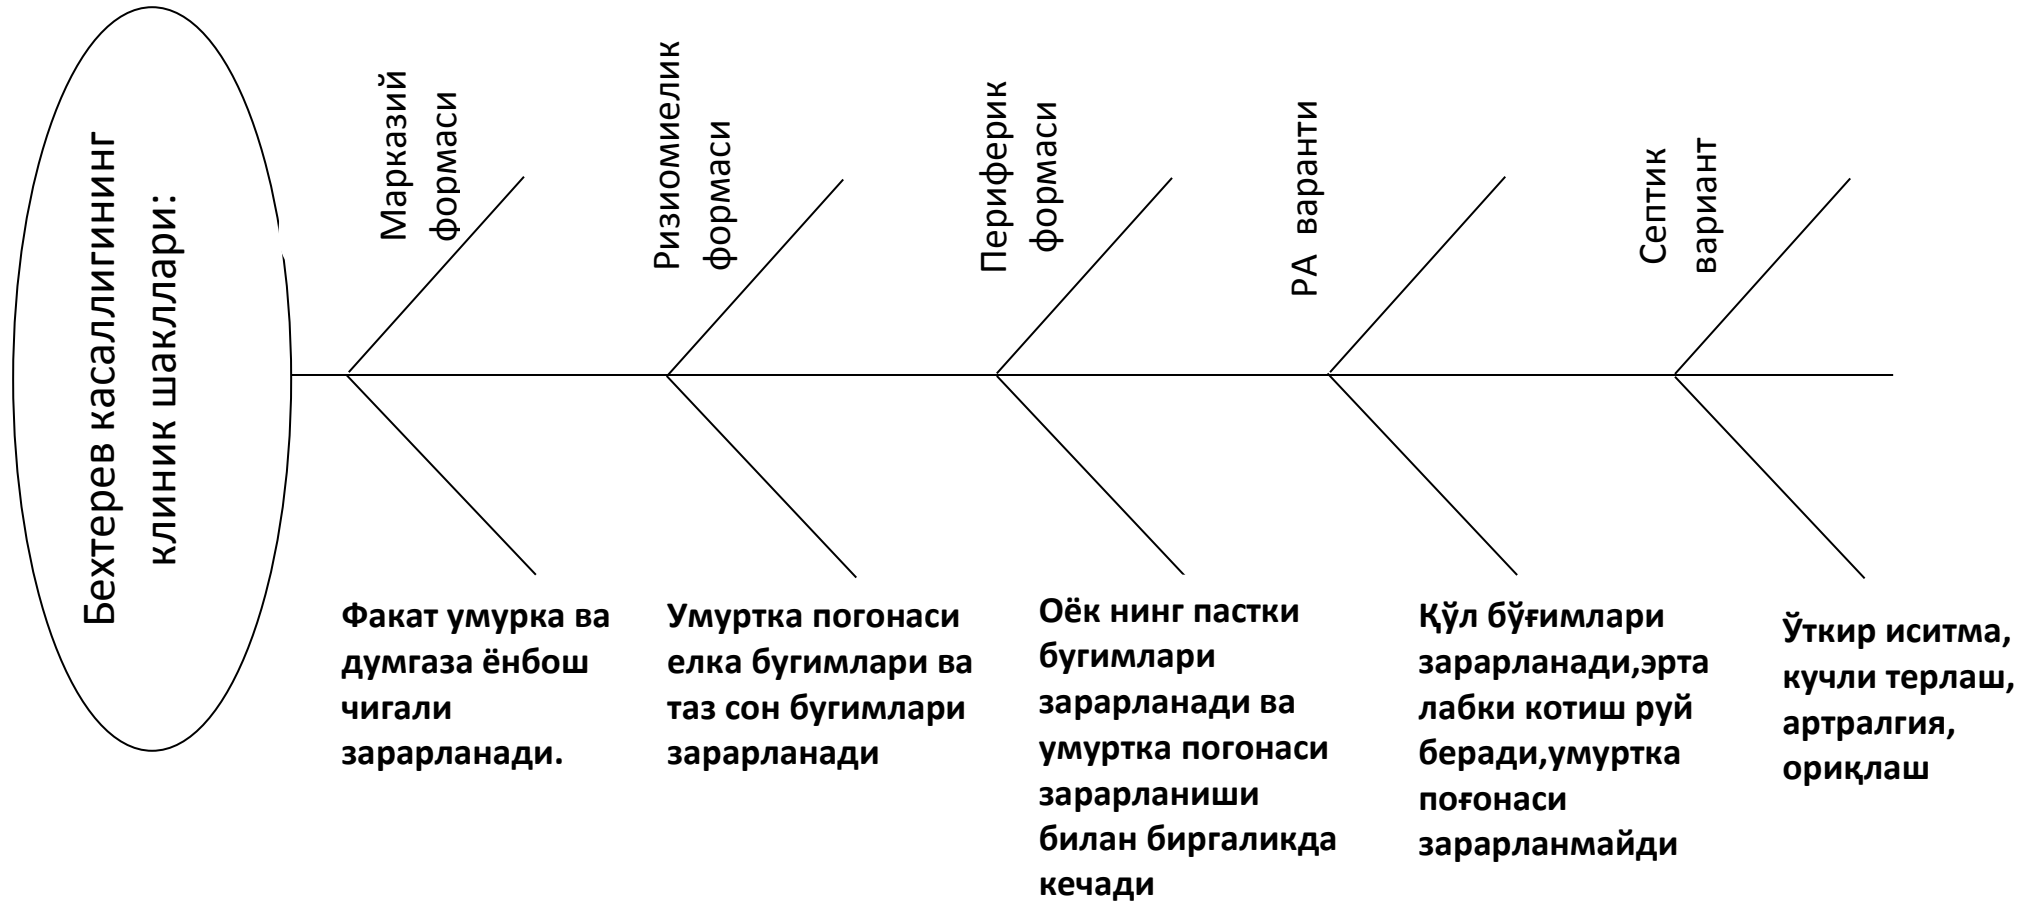 Бехтерев касаллигининг
клиник шакллари:
Марказий
формаси
Ризиомиелик
формаси
Периферик
формаси
РА варанти
Септик
вариант
Факат умурка ва
думгаза ёнбош
чигали
зарарланади.
Умуртка погонаси
елка бугимлари ва
таз сон бугимлари
зарарланади
Оёк нинг пастки
бугимлари
зарарланади ва
умуртка погонаси
зарарланиши
билан биргаликда
кечади
Қўл бўғимлари
зарарланади,эрта
лабки котиш руй
беради,умуртка
поғонаси
зарарланмайди
Ўткир иситма,
кучли терлаш,
артралгия,
ориқлаш